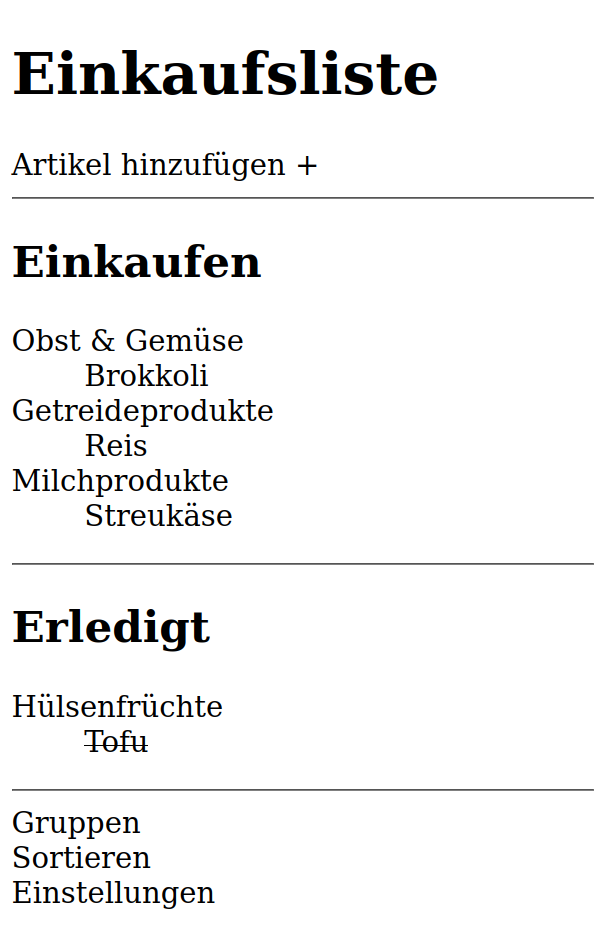 Einkaufsliste
Artikel hinzufügen +
Einkaufen
Obst & Gemüse
Brokkoli
Getreideprodukte
Reis
Milchprodukte
Streukäse
Erledigt
Hülsenfrüchte
Tofu
Gruppen
Sortieren
Einstellungen